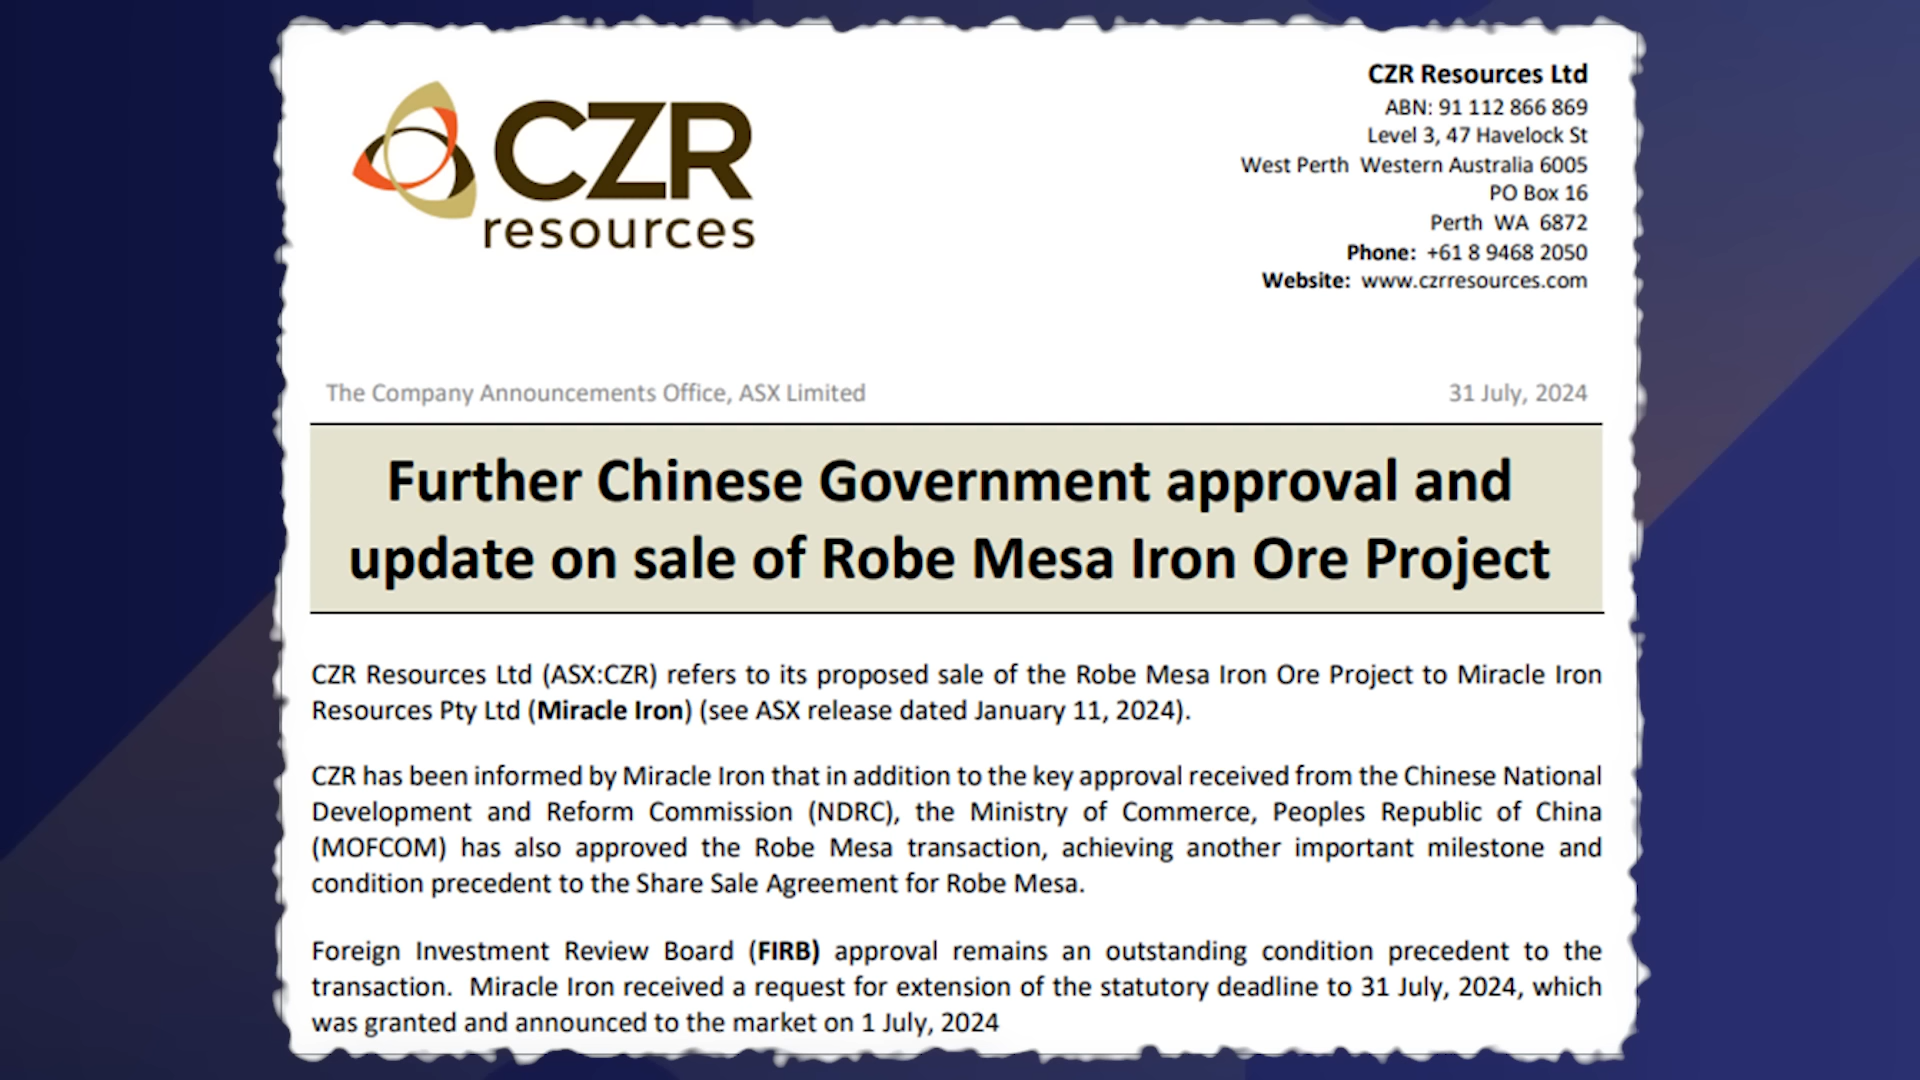 CZR
resources
CZR Resources Ltd
ABN: 91 112 866 869
Level 3, 47 Havelock St
West Perth Western Australia 6005
PO Box 16
Perth WA 6872
Phone: +61 8 9468 2050
Website: www.czrresources.com
The Company Announcements Office, ASX Limited 31 July, 2024
Further Chinese Government approval and
update on sale of Robe Mesa Iron Ore Project
CZR Resources Ltd (ASX:CZR) refers to its proposed sale of the Robe Mesa Iron Ore Project to Miracle Iron
Resources Pty Ltd (Miracle Iron) (see ASX release dated January 11, 2024).
CZR has been informed by Miracle Iron that in addition to the key approval received from the Chinese National
Development and Reform Commission (NDRC), the Ministry of Commerce, Peoples Republic of China
(MOFCOM) has also approved the Robe Mesa transaction, achieving another important milestone and
condition precedent to the Share Sale Agreement for Robe Mesa.
Foreign Investment Review Board (FIRB) approval remains an outstanding condition precedent to the
transaction. Miracle Iron received a request for extension of the statutory deadline to 31 July, 2024, which
was granted and announced to the market on 1 July, 2024